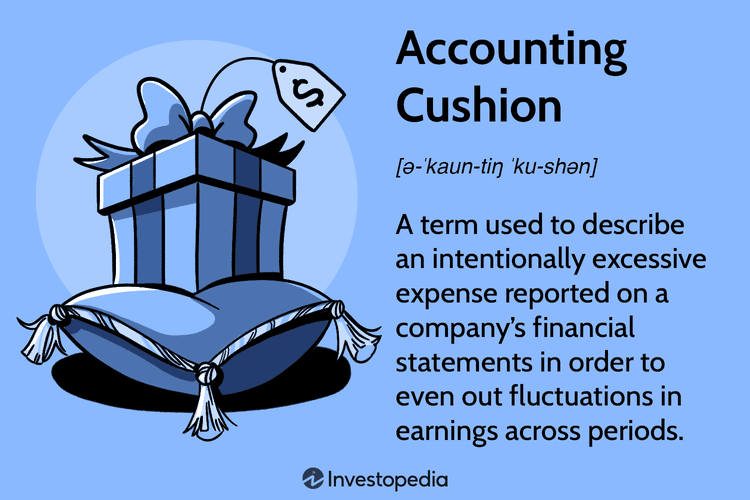 $
Accounting
Cushion
[ə-ˈkaun-tiŋ ˈku-shən]
A term used to describe
an intentionally excessive
expense reported on a
company’s financial
statements in order to
even out fluctuations in
earnings across periods.
Investopedia